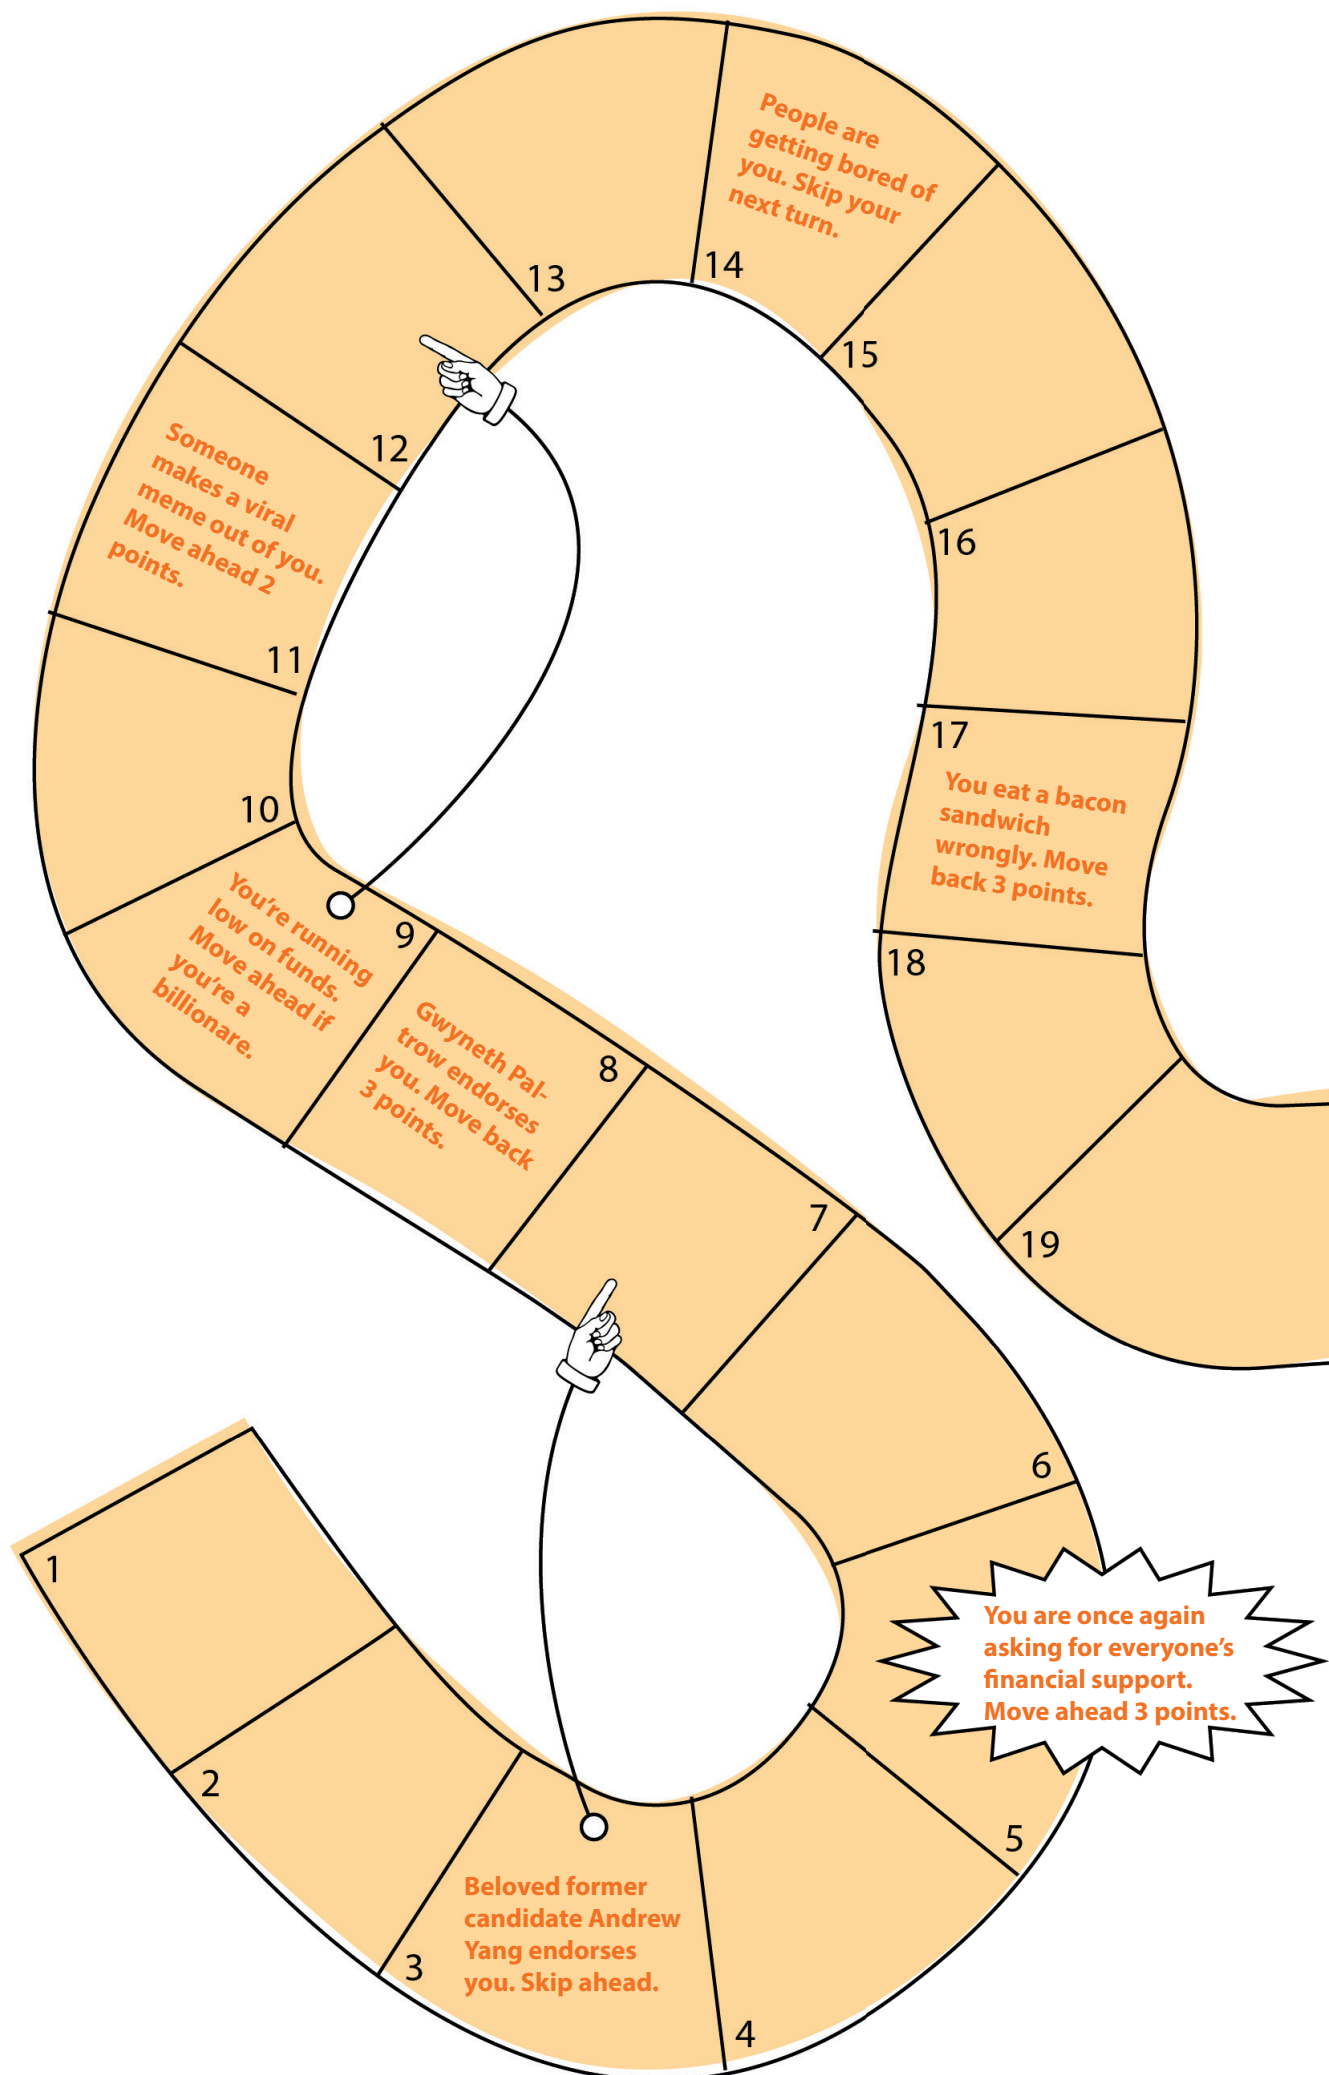 1
2
3
Beloved former
candidate Andrew
Yang endorses
you. Skip ahead.
4
5
You are once again
asking for everyone’s
financial support.
Move ahead 3 points.
6
7
8
Gwyneth Pal-
trow endorses
you. Move back
3 points.
9
You’re running
low on funds.
Move ahead if
you’re a
billionare.
10
11
Someone
makes a viral
meme out of you.
Move ahead 2
points.
12
13
14
People are
getting bored of
you. Skip your
next turn.
15
16
17
You eat a bacon
sandwich
wrongly. Move
back 3 points.
18
19